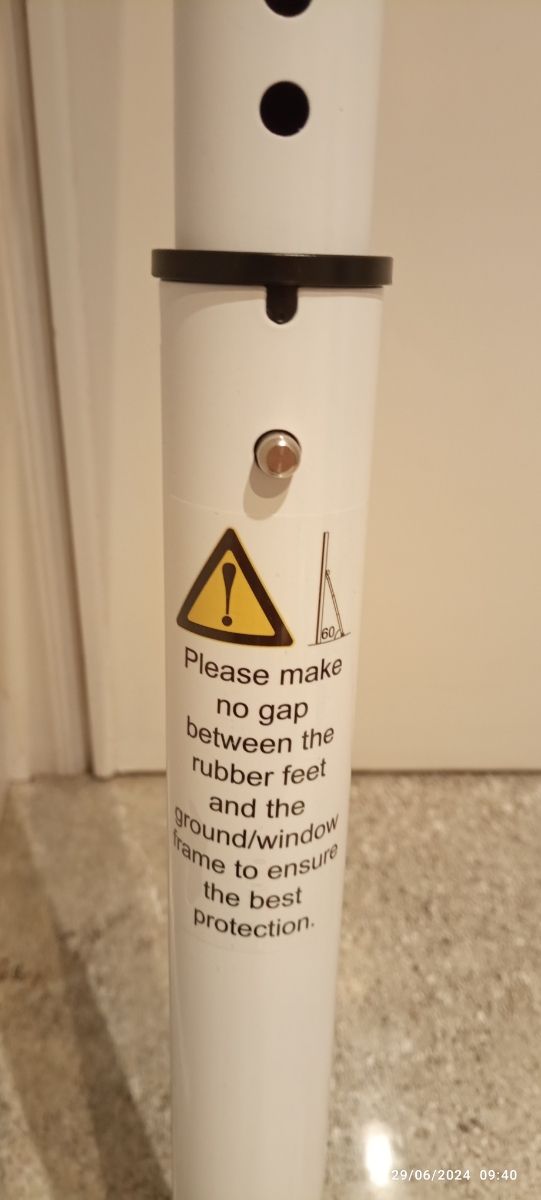 60
Please make
no gap
between the
rubber feet
and the
ground/window
frame to ensure
the best
protection.
29/06/2024 09:40